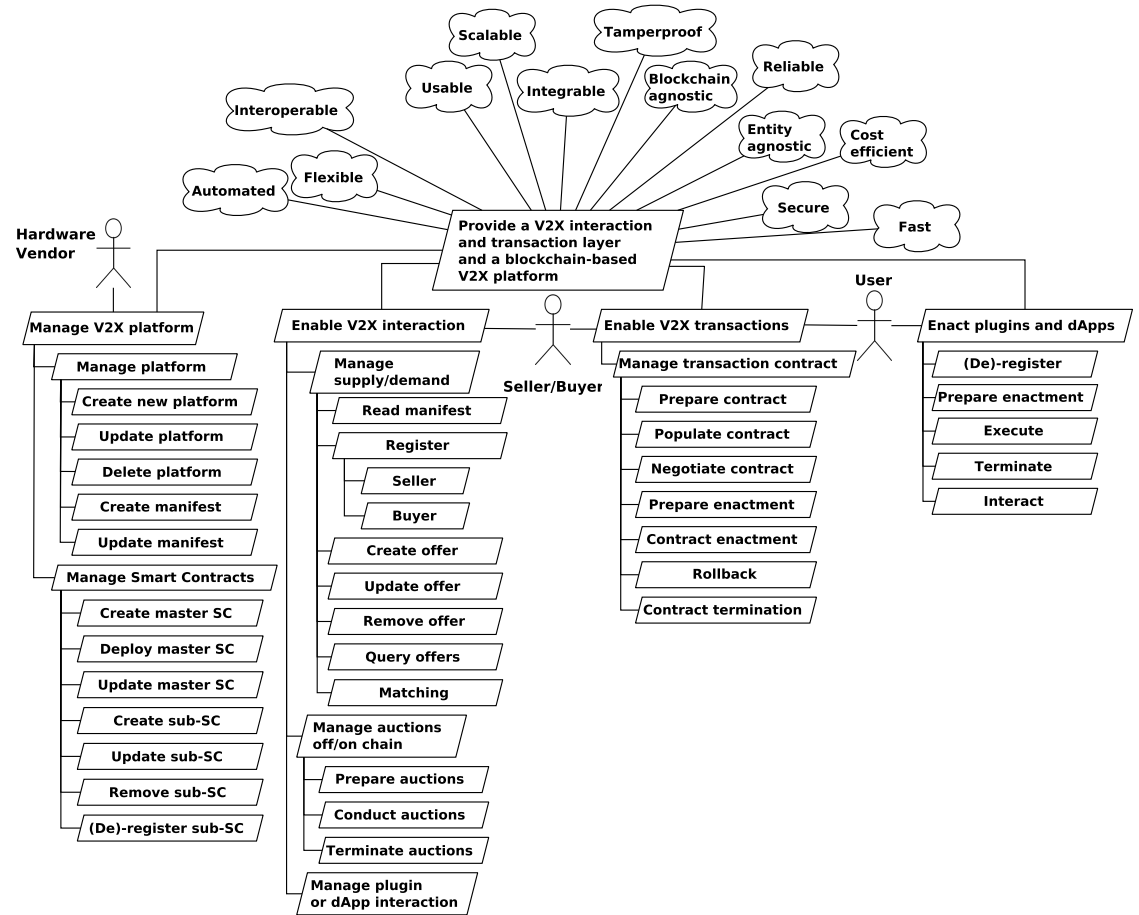 Scalable
Tamperproof
Usable
Integrable
Blockchain
agnostic
Reliable
Interoperable
Entity
agnostic
Cost
efficient
Automated
Flexible
Secure
Fast
Provide a V2X interaction
and transaction layer
and a blockchain-based
V2X platform
Hardware
Vendor
User
Seller/Buyer
Manage V2X platform
Manage platform
Create new platform
Update platform
Delete platform
Create manifest
Update manifest
Manage Smart Contracts
Create master SC
Deploy master SC
Update master SC
Create sub-SC
Update sub-SC
Remove sub-SC
(De)-register sub-SC
Enable V2X interaction
Manage
supply/demand
Read manifest
Register
Seller
Buyer
Create offer
Update offer
Remove offer
Query offers
Matching
Manage auctions
off/on chain
Prepare auctions
Conduct auctions
Terminate auctions
Manage plugin
or dApp interaction
Enable V2X transactions
Manage transaction contract
Prepare contract
Populate contract
Negotiate contract
Prepare enactment
Contract enactment
Rollback
Contract termination
Enact plugins and dApps
(De)-register
Prepare enactment
Execute
Terminate
Interact